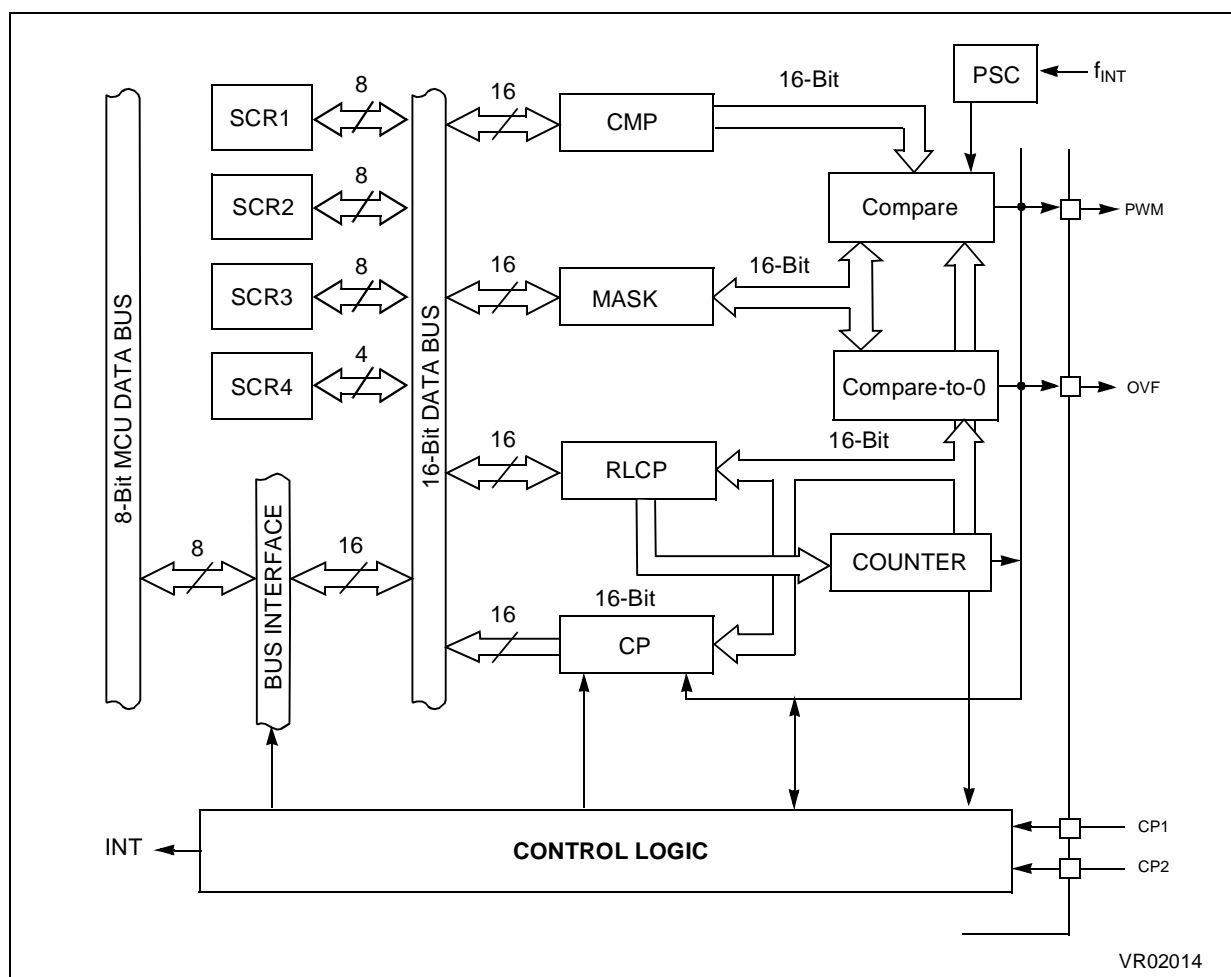 PSC
fINT
16-Bit
8
16
SCR1
CMP
8
SCR2
Compare
PWM
8
16
16-Bit
SCR3
MASK
4
SCR4
Compare-to-0
OVF
16-Bit
16
RLCP
8-Bit MCU DATA BUS
16-Bit DATA BUS
BUS INTERFACE
8
16
COUNTER
16-Bit
16
CP
INT
CONTROL LOGIC
CP1
CP2
VR02014